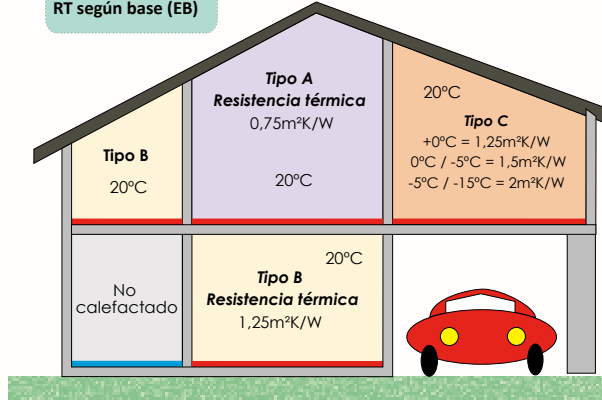 RT según base (EB)
Tipo A
Resistencia térmica
0,75m²K/W
20ºC
20ºC
Tipo C
+0ºC = 1,25m²K/W
0ºC / -5ºC = 1,5m²K/W
-5ºC / -15ºC = 2m²K/W
Tipo B
20ºC
No
calefactado
20ºC
Tipo B
Resistencia térmica
1,25m²K/W